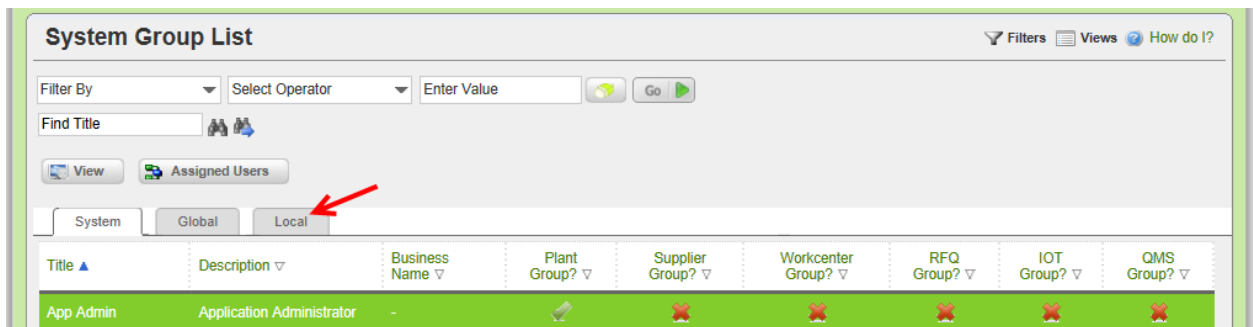 System Group List
Filters Views How do I?
Filter By Select Operator Enter Value Go
Find Title
View Assigned Users
System Global Local
Title Description Business Name Plant Group? Supplier Group? Workcenter Group? RFQ Group? IOT Group? QMS Group?
App Admin Application Administrator -